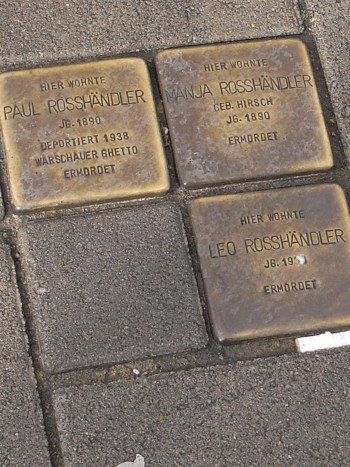 HIER WOHNTE
PAUL ROSSHÄNDLER
JG. 1890
DEPORTIERT 1938
WARSCHAUER GHETTO
ERMORDET
HIER WOHNTE
MANJA ROSSHÄNDLER
GEB. HIRSCH
JG. 1890
ERMORDET
HIER WOHNTE
LEO ROSSHÄNDLER
JG.
ERMORDET